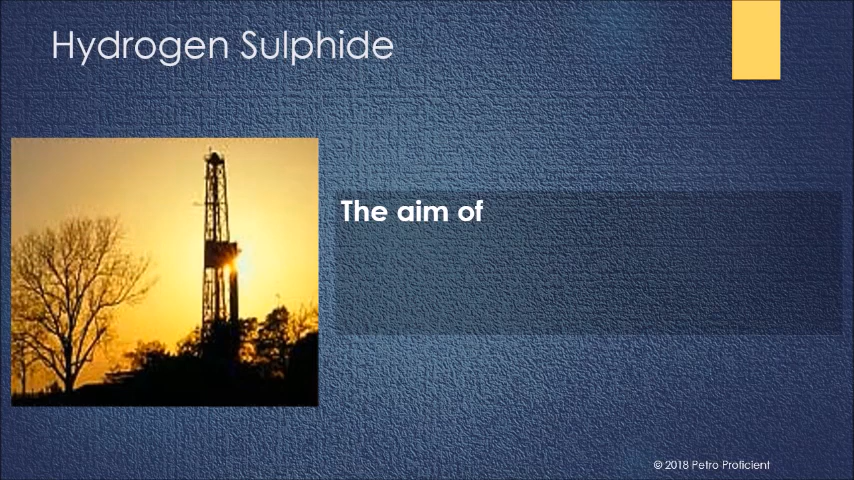 Hydrogen Sulphide
The aim of
© 2018 Petro Proficient